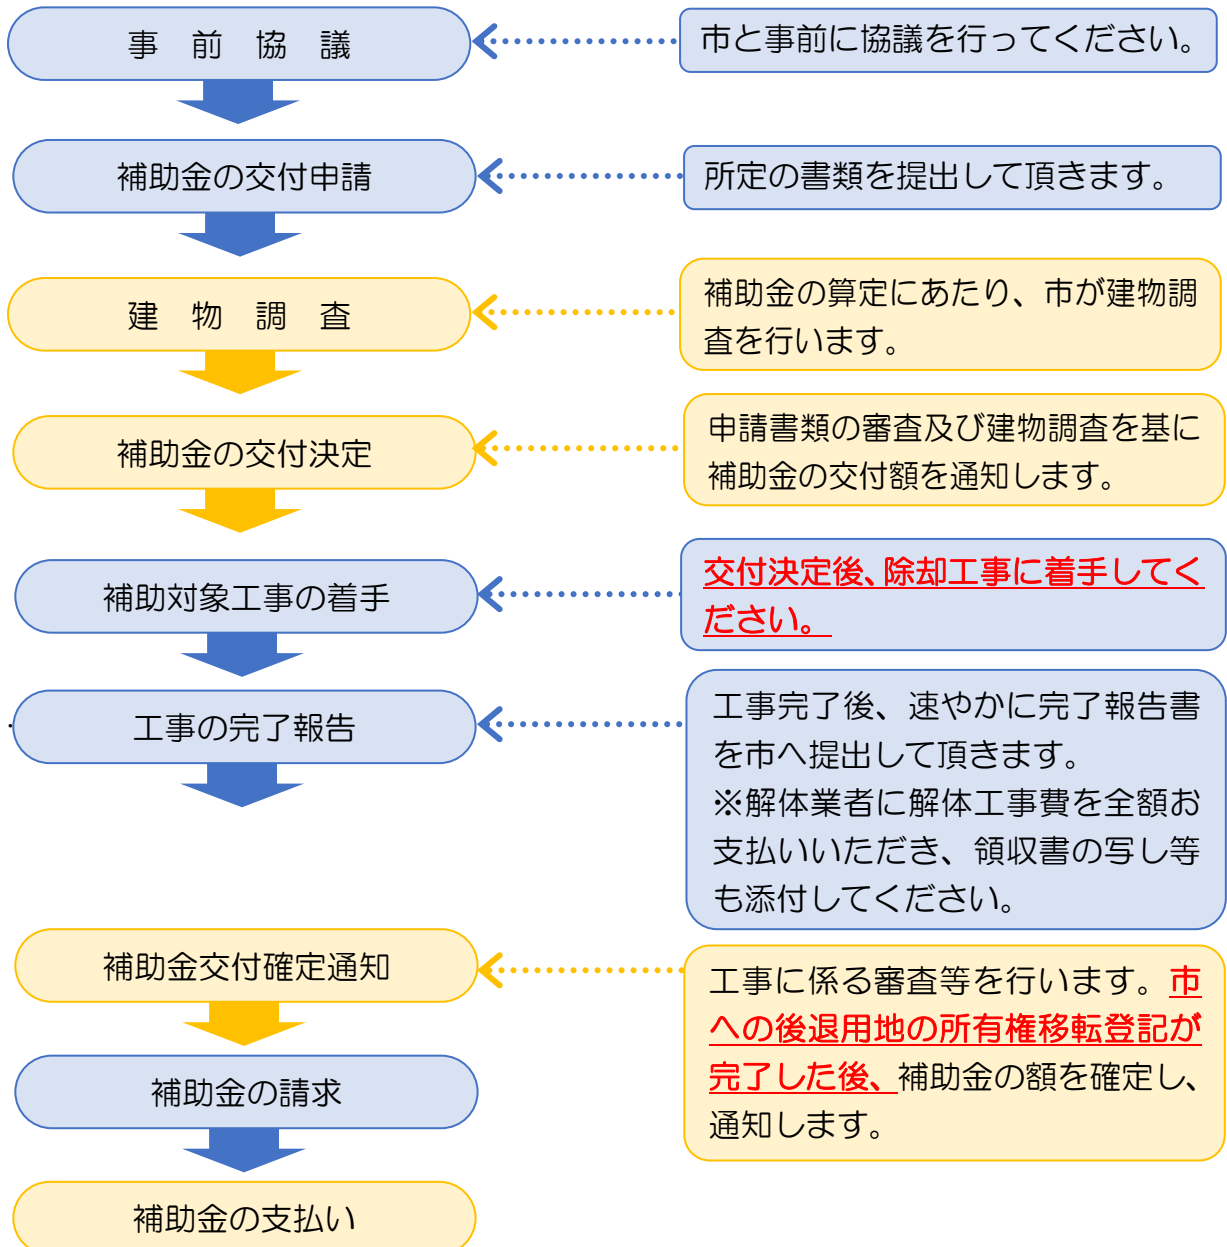 事　前　協　議
市と事前に協議を行ってください。
補助金の交付申請
所定の書類を提出して頂きます。
建　物　調　査
補助金の算定にあたり、市が建物調
査を行います。
補助金の交付決定
申請書類の審査及び建物調査を基に
補助金の交付額を通知します。
補助対象工事の着手
交付決定後、除却工事に着手してく
ださい。
工事の完了報告
工事完了後、速やかに完了報告書
を市へ提出して頂きます。
※解体業者に解体工事費を全額お
支払いいただき、領収書の写し等
も添付してください。
補助金交付確定通知
工事に係る審査等を行います。市
への後退用地の所有権移転登記が
完了した後、補助金の額を確定し、
通知します。
補助金の請求
補助金の支払い